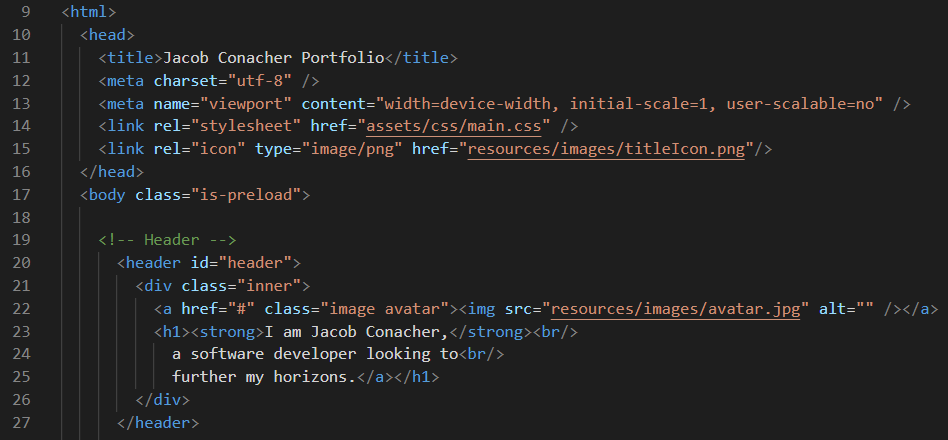 9 <html>
10 <head>
11 <title>Jacob Conacher Portfolio</title>
12 <meta charset="utf-8" />
13 <meta name="viewport" content="width=device-width, initial-scale=1, user-scalable=no" />
14 <link rel="stylesheet" href="assets/css/main.css" />
15 <link rel="icon" type="image/png" href="resources/images/titleIcon.png"/>
16 </head>
17 <body class="is-preload">
18
19 <!-- Header -->
20 <header id="header">
21 <div class="inner">
22 <a href="#" class="image avatar"><img src="resources/images/avatar.jpg" alt="" /></a>
23 <h1><strong>I am Jacob Conacher,</strong><br/>
24 a software developer looking to<br/>
25 further my horizons.</a></h1>
26 </div>
27 </header>